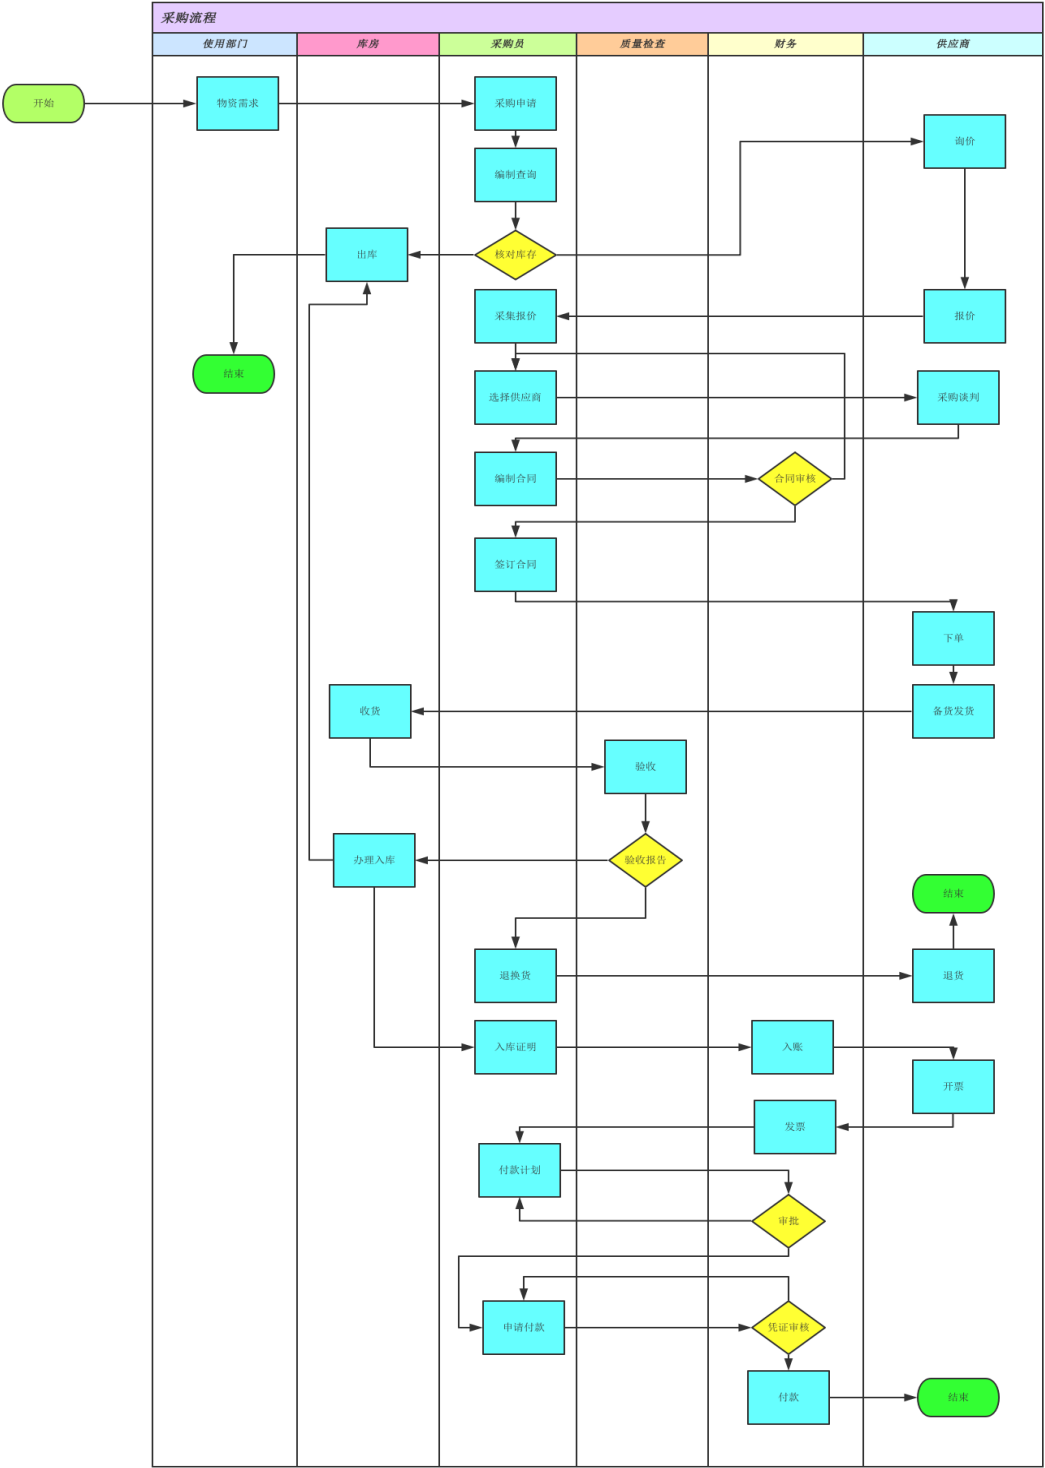 采购流程
使用部门
库房
采购员
质量检查
财务
供应商
开始
物资需求
采购申请
询价
编制查询
出库
核对库存
采集报价
报价
结束
选择供应商
采购谈判
编制合同
合同审核
签订合同
下单
收货
备货发货
验收
办理入库
验收报告
结束
退换货
退货
入库证明
入账
开票
发票
付款计划
审批
申请付款
凭证审核
付款
结束